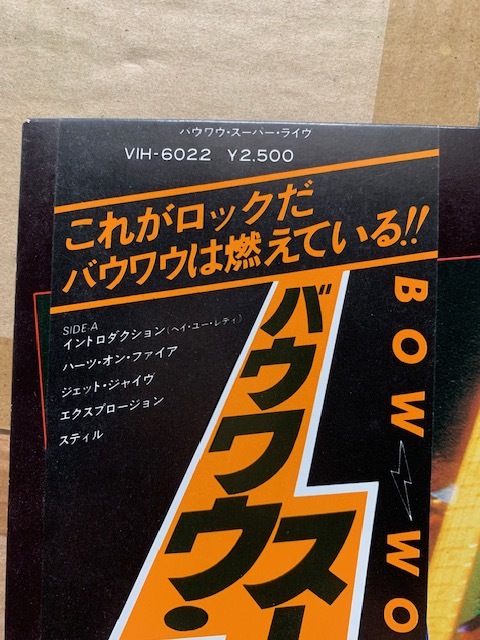 バウワウ・スーパー・ライヴ
VIH-6022 ¥2,500
これがロックだ
バウワウは燃えている!!
SIDE-A
イントロダクション(ヘイ・ユー・レディ)
ハーツ・オン・ファイア
ジェット・ジャイヴ
エクスプロージョン
スティル
バウワウ・
スー
BOW WO